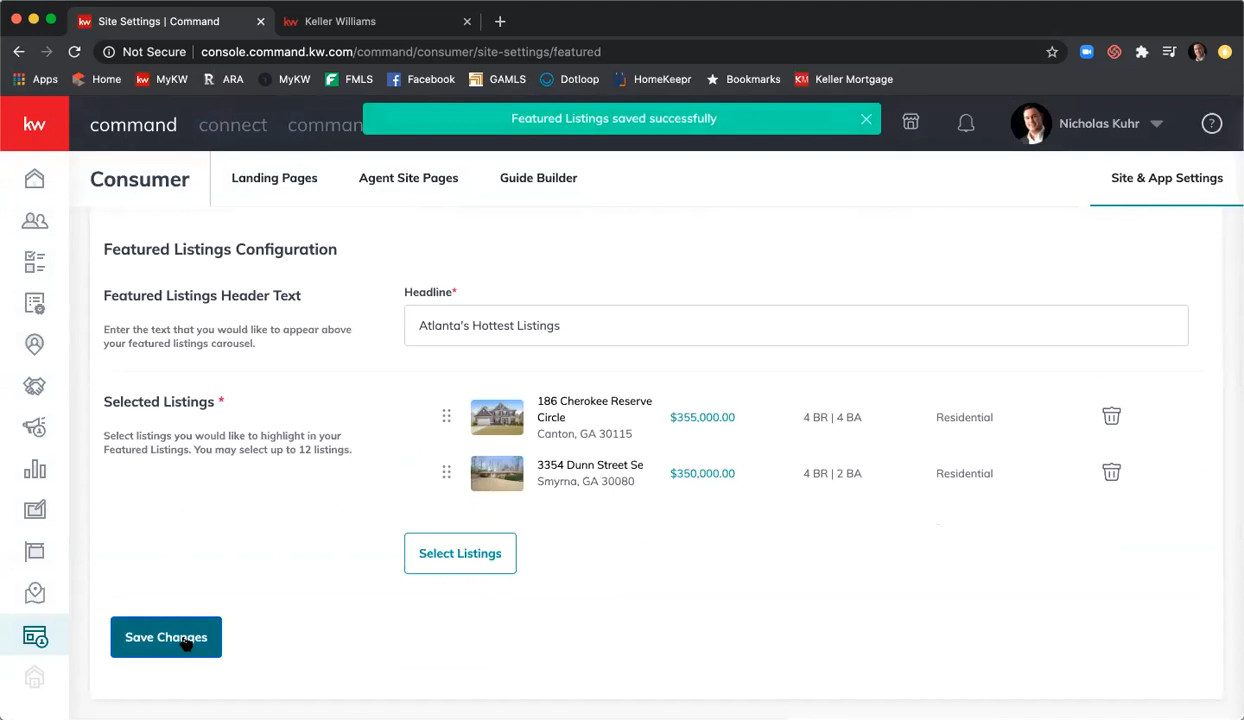 Site Settings | Command
Keller Williams
Not Secure
console.command.kw.com/command/consumer/site-settings/featured
Apps
Home
kw MyKW
R ARA
MyKW
FMLS
Facebook
GAMLS
Dotloop
HomeKeepr
Bookmarks
KM Keller Mortgage
kw
command
connect
comman
Featured Listings saved successfully
Nicholas Kuhr
?
Consumer
Landing Pages
Agent Site Pages
Guide Builder
Site & App Settings
Featured Listings Configuration
Featured Listings Header Text
Enter the text that you would like to appear above
your featured listings carousel.
Headline*
Atlanta's Hottest Listings
Selected Listings *
Select listings you would like to highlight in your
Featured Listings. You may select up to 12 listings.
186 Cherokee Reserve
Circle
Canton, GA 30115
$355,000.00
4 BR | 4 BA
Residential
3354 Dunn Street Se
Smyrna, GA 30080
$350,000.00
4 BR | 2 BA
Residential
Select Listings
Save Changes